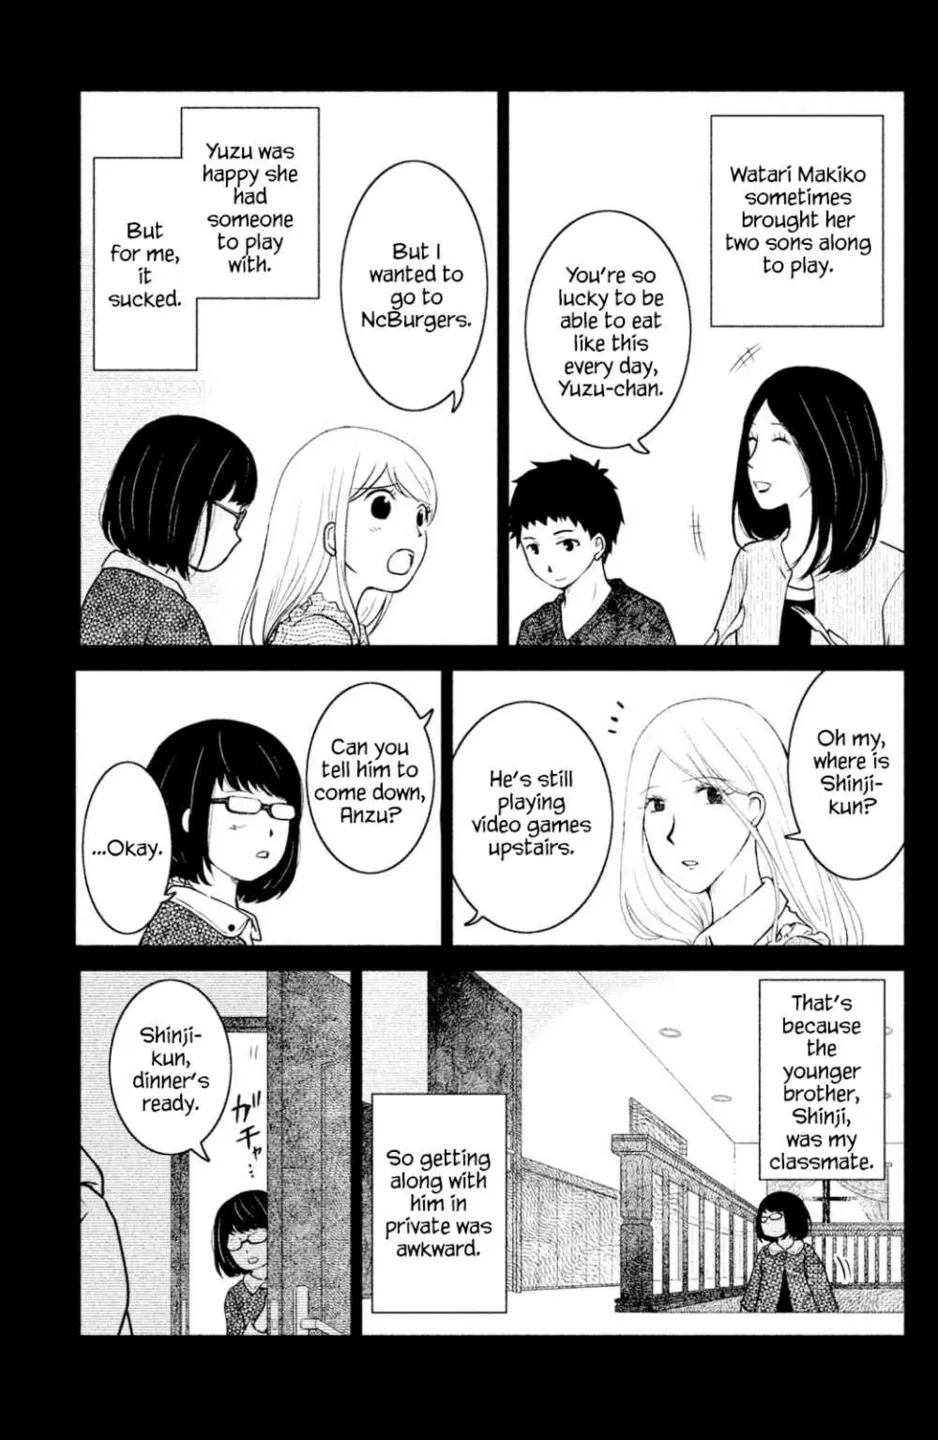 Watari Makiko
sometimes
brought her
two sons along
to play.
You're so
lucky to be
able to eat
like this
every day,
Yuzu-chan.
But I
wanted to
go to
NcBurgers.
Yuzu was
happy she
had
someone
to play
with.
But
for me,
it
sucked.
Oh my,
where is
Shinji-
kun?
He's still
playing
video games
upstairs.
Can you
tell him to
come down,
Anzu?
...Okay.
That's
because
the
younger
brother,
Shinji,
was my
classmate.
So getting
along with
him in
private was
awkward.
ガチャ...
Shinji-
kun,
dinner's
ready.